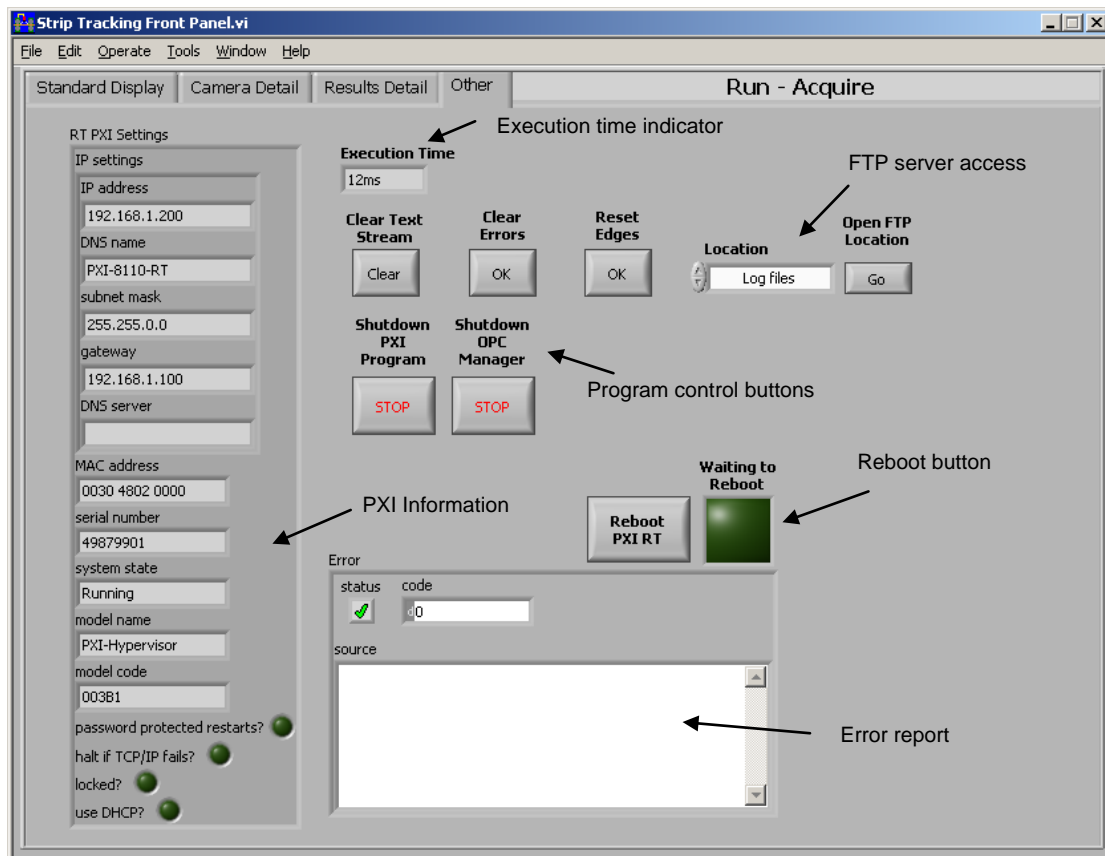 Strip Tracking Front Panel.vi
File Edit Operate Tools Window Help
Standard Display Camera Detail Results Detail Other Run - Acquire
RT PXI Settings
IP settings
IP address
192.168.1.200
DNS name
PXI-8110-RT
subnet mask
255.255.0.0
gateway
192.168.1.100
DNS server
MAC address
0030 4802 0000
serial number
49879901
system state
Running
model name
PXI-Hypervisor
model code
003B1
password protected restarts?
halt if TCP/IP fails?
locked?
use DHCP?
PXI Information
Execution time indicator
Execution Time
12ms
Clear Text
Stream
Clear
Clear
Errors
OK
Reset
Edges
OK
FTP server access
Location
Log files
Open FTP
Location
Go
Shutdown
PXI
Program
STOP
Shutdown
OPC
Manager
STOP
Program control buttons
Reboot
PXI RT
Waiting to
Reboot
Reboot button
Error
status code
d0
source
Error report